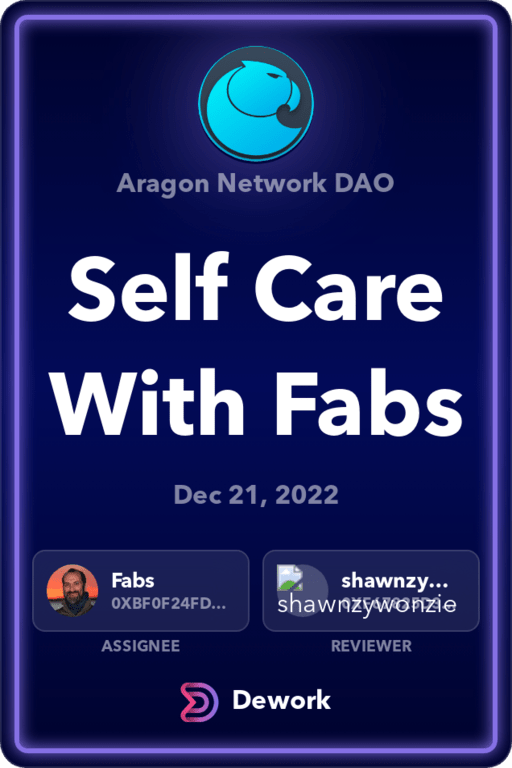 Aragon Network DAO
Self Care
With Fabs
Dec 21, 2022
Fabs
0XBF0F24FD...
ASSIGNEE
shawnzy...
shawnzywonzie
REVIEWER
Dework